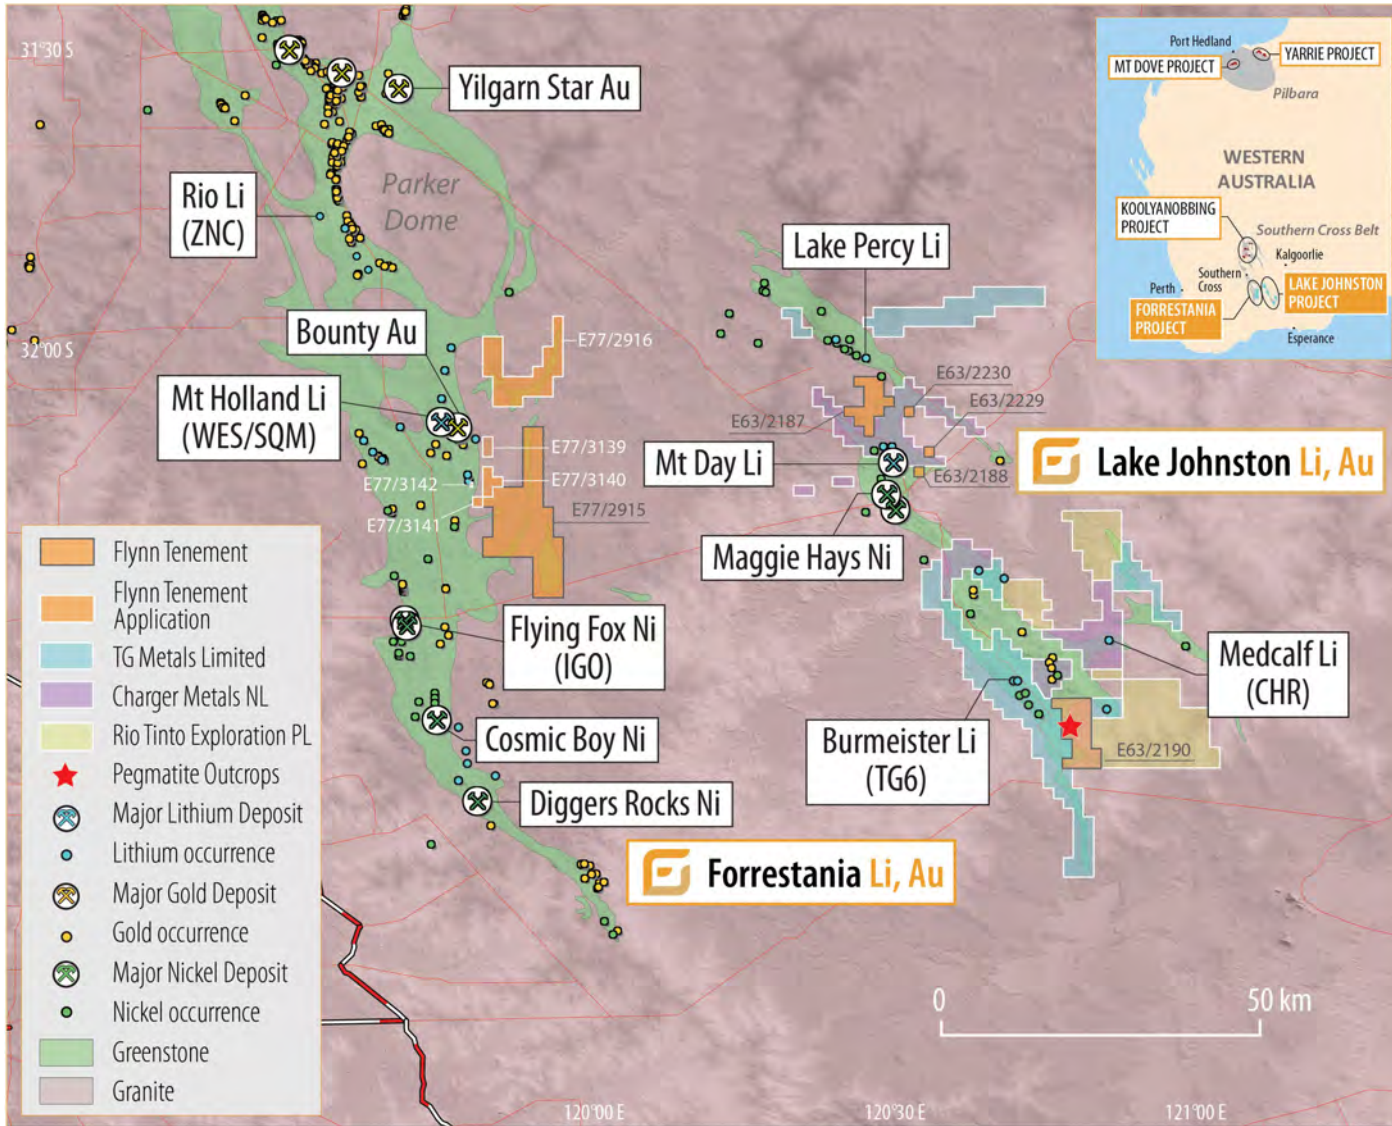 31°30 S
Yilgarn Star Au
Parker
Dome
Rio Li
(ZNC)
Lake Percy Li
Bounty Au
32°00 S
E77/2916
Mt Holland Li
(WES/SQM)
E63/2230
E63/2229
E63/2187
E77/3139
Mt Day Li
Lake Johnston Li, Au
E77/3142
E77/3140
E63/2188
E77/2915
E77/3141
Maggie Hays Ni
Flying Fox Ni
(IGO)
Medcalf Li
(CHR)
Cosmic Boy Ni
Burmeister Li
(TG6)
E63/2190
Diggers Rocks Ni
Forrestania Li, Au
0
50 km
120°00 E
120°30 E
121°00 E
Flynn Tenement
Flynn Tenement
Application
TG Metals Limited
Charger Metals NL
Rio Tinto Exploration PL
Pegmatite Outcrops
Major Lithium Deposit
Lithium occurrence
Major Gold Deposit
Gold occurrence
Major Nickel Deposit
Nickel occurrence
Greenstone
Granite
Port Hedland
YARRIE PROJECT
MT DOVE PROJECT
Pilbara
WESTERN
AUSTRALIA
KOOLYANOBBING
PROJECT
Southern Cross Belt
Kalgoorlie
Southern
Cross
Perth
LAKE JOHNSTON
PROJECT
FORRESTANIA
PROJECT
Esperance